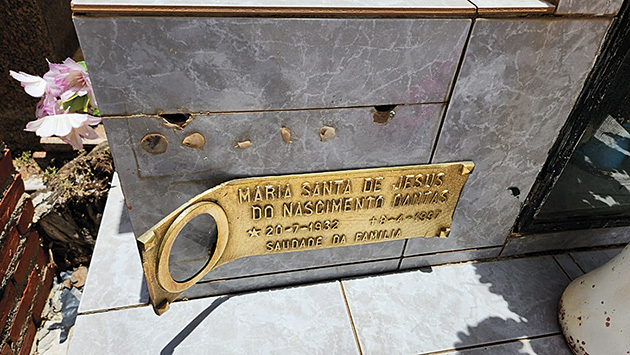 MARIA SANTA DE JESUS
DO NASCIMENTO DANTAS
★20-7-1932 ✝8-4-1997
SAUDADE DA FAMILIA